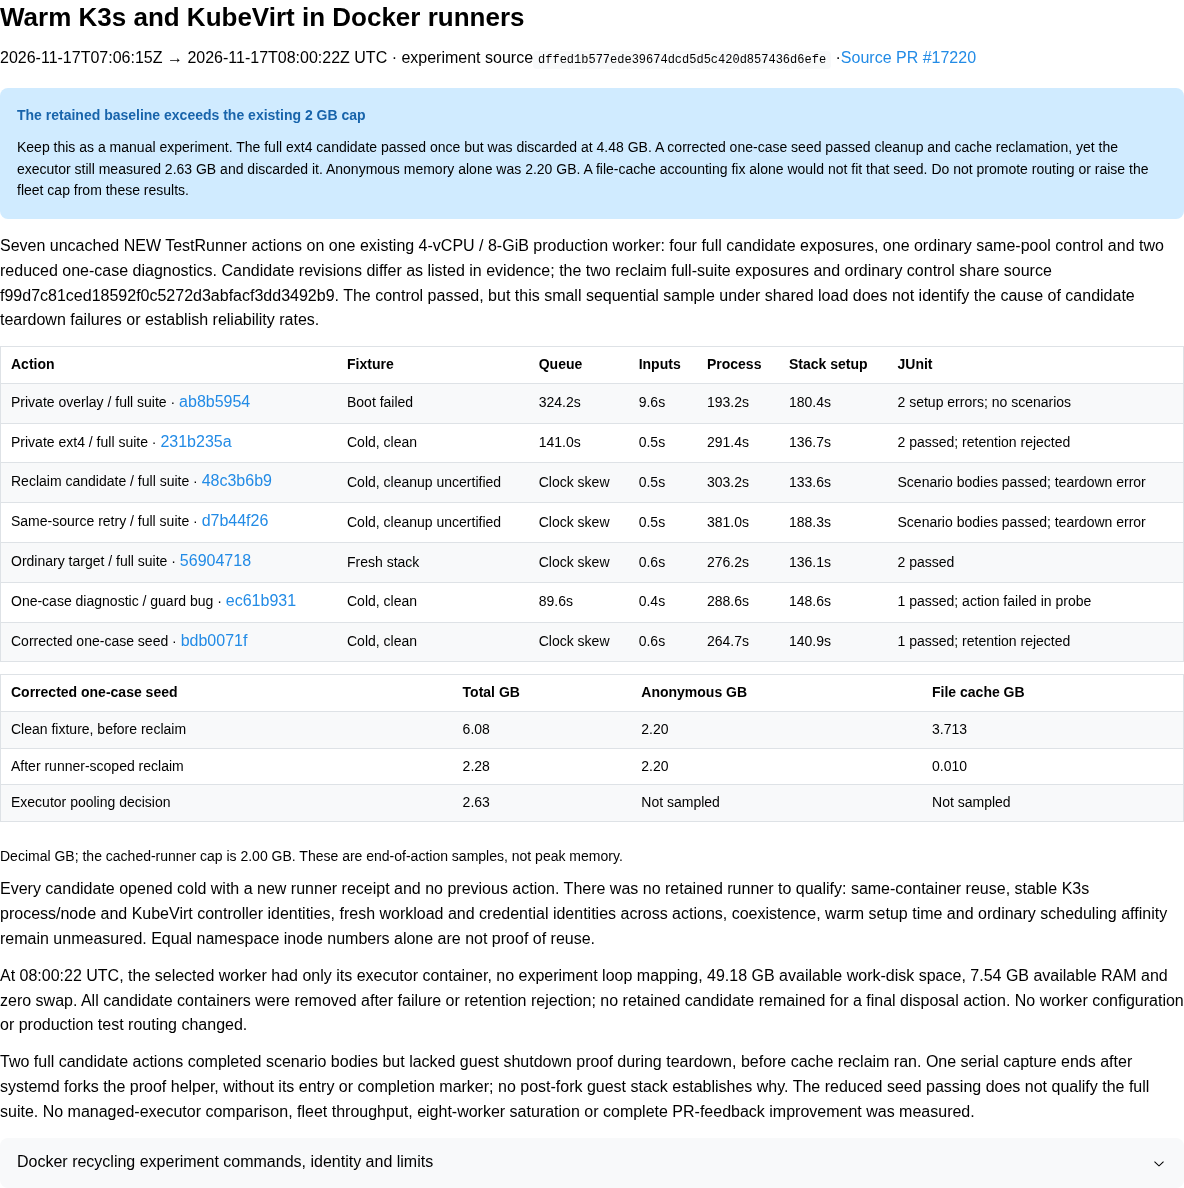 Warm K3s and KubeVirt in Docker runners
2026-11-17T07:06:15Z → 2026-11-17T08:00:22Z UTC · experiment source dffed1b577ede39674dcd5d5c420d857436d6efe ·Source PR #17220
The retained baseline exceeds the existing 2 GB cap
Keep this as a manual experiment. The full ext4 candidate passed once but was discarded at 4.48 GB. A corrected one-case seed passed cleanup and cache reclamation, yet the
executor still measured 2.63 GB and discarded it. Anonymous memory alone was 2.20 GB. A file-cache accounting fix alone would not fit that seed. Do not promote routing or raise the
fleet cap from these results.
Seven uncached NEW TestRunner actions on one existing 4-vCPU / 8-GiB production worker: four full candidate exposures, one ordinary same-pool control and two
reduced one-case diagnostics. Candidate revisions differ as listed in evidence; the two reclaim full-suite exposures and ordinary control share source
f99d7c81ced18592f0c5272d3abfacf3dd3492b9. The control passed, but this small sequential sample under shared load does not identify the cause of candidate
teardown failures or establish reliability rates.
Action Fixture Queue Inputs Process Stack setup JUnit
Private overlay / full suite · ab8b5954 Boot failed 324.2s 9.6s 193.2s 180.4s 2 setup errors; no scenarios
Private ext4 / full suite · 231b235a Cold, clean 141.0s 0.5s 291.4s 136.7s 2 passed; retention rejected
Reclaim candidate / full suite · 48c3b6b9 Cold, cleanup uncertified Clock skew 0.5s 303.2s 133.6s Scenario bodies passed; teardown error
Same-source retry / full suite · d7b44f26 Cold, cleanup uncertified Clock skew 0.5s 381.0s 188.3s Scenario bodies passed; teardown error
Ordinary target / full suite · 56904718 Fresh stack Clock skew 0.6s 276.2s 136.1s 2 passed
One-case diagnostic / guard bug · ec61b931 Cold, clean 89.6s 0.4s 288.6s 148.6s 1 passed; action failed in probe
Corrected one-case seed · bdb0071f Cold, clean Clock skew 0.6s 264.7s 140.9s 1 passed; retention rejected
Corrected one-case seed Total GB Anonymous GB File cache GB
Clean fixture, before reclaim 6.08 2.20 3.713
After runner-scoped reclaim 2.28 2.20 0.010
Executor pooling decision 2.63 Not sampled Not sampled
Decimal GB; the cached-runner cap is 2.00 GB. These are end-of-action samples, not peak memory.
Every candidate opened cold with a new runner receipt and no previous action. There was no retained runner to qualify: same-container reuse, stable K3s
process/node and KubeVirt controller identities, fresh workload and credential identities across actions, coexistence, warm setup time and ordinary scheduling affinity
remain unmeasured. Equal namespace inode numbers alone are not proof of reuse.
At 08:00:22 UTC, the selected worker had only its executor container, no experiment loop mapping, 49.18 GB available work-disk space, 7.54 GB available RAM and
zero swap. All candidate containers were removed after failure or retention rejection; no retained candidate remained for a final disposal action. No worker configuration
or production test routing changed.
Two full candidate actions completed scenario bodies but lacked guest shutdown proof during teardown, before cache reclaim ran. One serial capture ends after
systemd forks the proof helper, without its entry or completion marker; no post-fork guest stack establishes why. The reduced seed passing does not qualify the full
suite. No managed-executor comparison, fleet throughput, eight-worker saturation or complete PR-feedback improvement was measured.
Docker recycling experiment commands, identity and limits